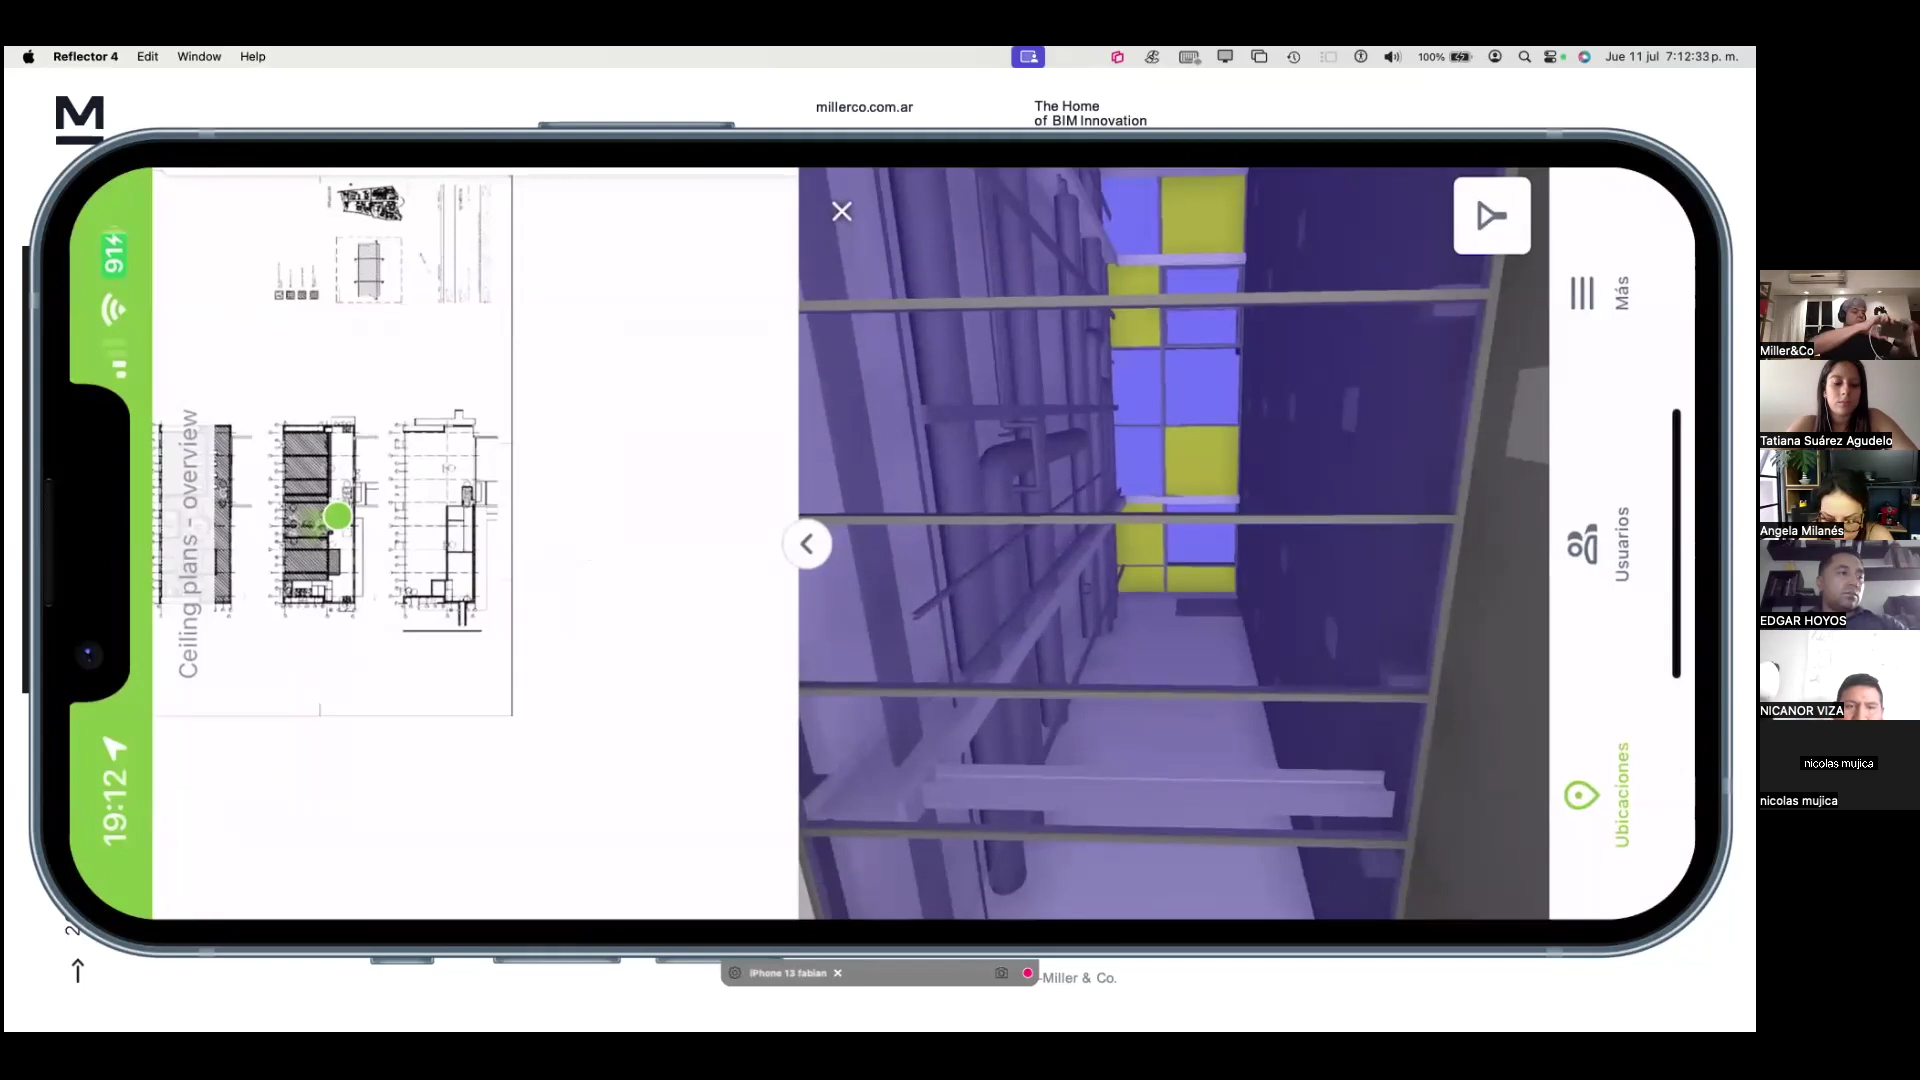 Reflector 4 Edit Window Help
100%
Jue 11 jul 7:12:33 p. m.
M
millerco.com.ar
The Home
of BIM Innovation
91
19:12
Ceiling plans - overview
Más
Usuarios
Ubicaciones
iPhone 13 fabian
Miller & Co.
Miller&Co
Tatiana Suárez Agudelo
Angela Milanés
EDGAR HOYOS
NICANOR VIZA
nicolas mujica
nicolas mujica